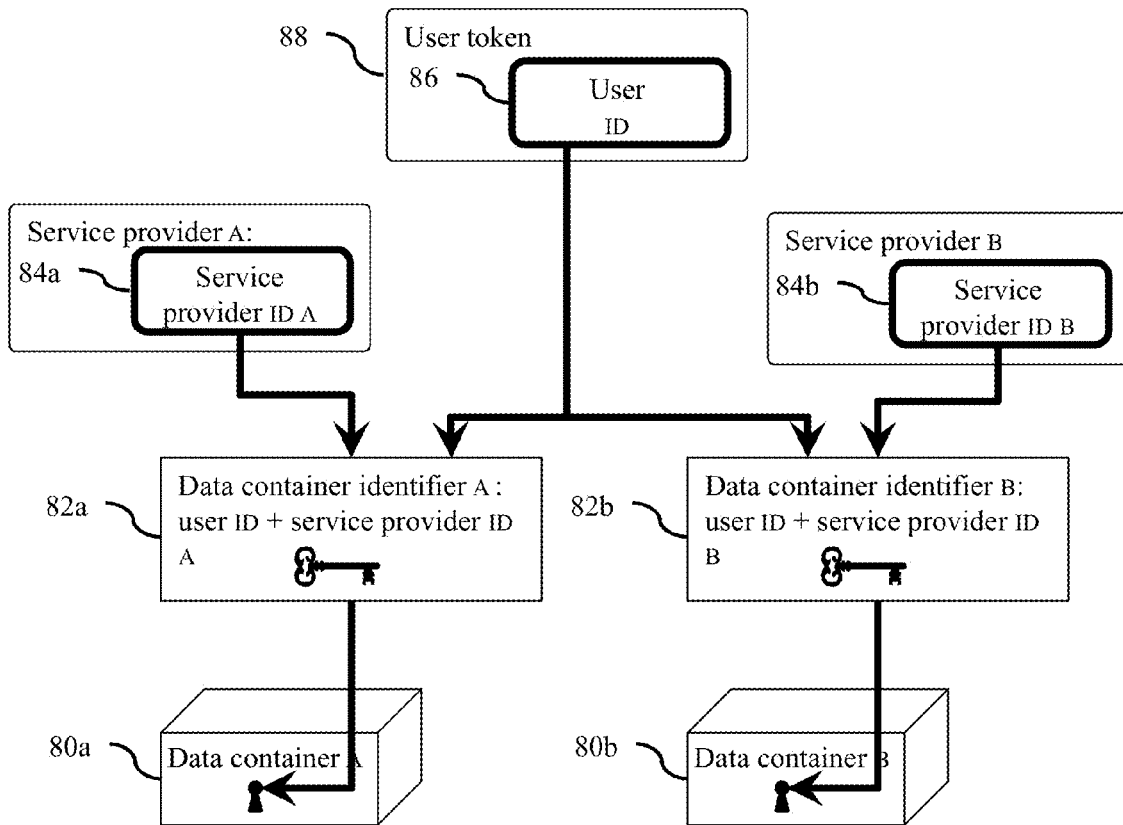 88
User token
86
User
ID
Service provider A:
84a
Service
provider ID A
Service provider B
84b
Service
provider ID B
82a
Data container identifier A :
user ID + service provider ID
A
82b
Data container identifier B:
user ID + service provider ID
B
80a
Data container A
80b
Data container B